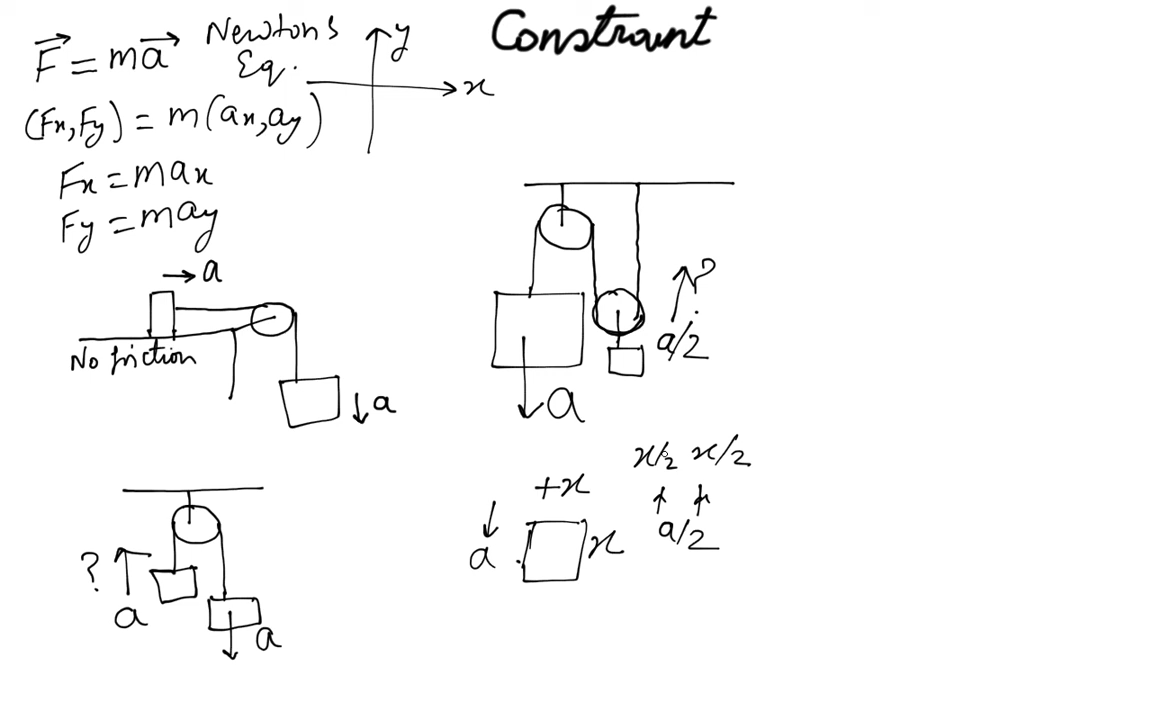 Constraint
F = ma Newtons
Eq.
y
x
(Fx, Fy) = m(ax, ay)
Fx = max
Fy = may
→ a
No friction
↓ a
?
a/2
a
x/2 x/2
+x
a x a/2
?
a
a